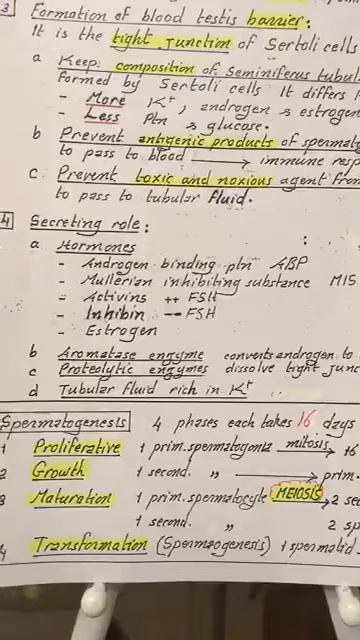 3 Formation of blood testis barrier:
It is the tight Junction of Sertoli cells
a Keep: composition of Seminiferus tubul
formed by Sertoli cells It differs f
- More K+, androgen & estrogen
- Less Ptn & glucose.
b Prevent antigenic products of spermat
to pass to blood → immune resp
c. Prevent toxic and noxious agent from
to pass to tubular fluid.
4 Secreting role:
a Hormones
- Androgen binding ptn ABP
- Mullerian inhibiting substance MIS
- Activins ++ FSH
- Inhibin -- FSH
- Estrogen
b Aromatase engyme converts androgen to
c Proteolytic engymes dissolve tight Junc
d Tubular fluid rich in K+
Spermatogenesis 4 phases each takes 16 days
1 Proliferative 1 prim. spermatogonia mitosis → 16
2 Growth 1 second. " → prim.
3 Maturation 1 prim. spermatocyte MEIOSIS → 2 sec
1 second. " 2 sp
4 Transformation (Spermaogenesis) 1 spermatid